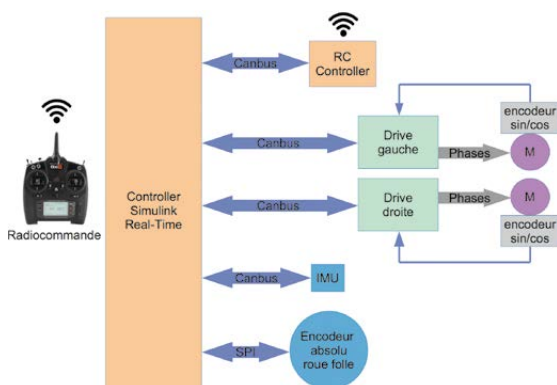 Radiocommande
Controller
Simulink
Real-Time
Canbus
RC
Controller
Canbus
Drive
gauche
Phases
M
encodeur
sin/cos
Canbus
Drive
droite
Phases
M
encodeur
sin/cos
Canbus
IMU
SPI
Encodeur
absolu
roue folle